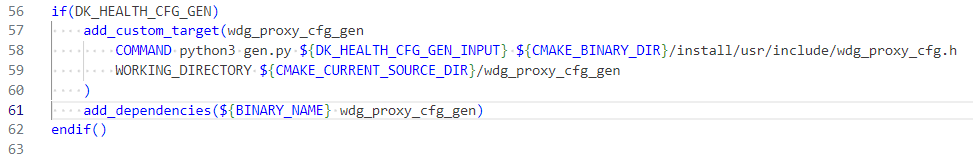 56 if(DK_HEALTH_CFG_GEN)
57     add_custom_target(wdg_proxy_cfg_gen
58         COMMAND python3 gen.py ${DK_HEALTH_CFG_GEN_INPUT} ${CMAKE_BINARY_DIR}/install/usr/include/wdg_proxy_cfg.h
59         WORKING_DIRECTORY ${CMAKE_CURRENT_SOURCE_DIR}/wdg_proxy_cfg_gen
60     )
61     add_dependencies(${BINARY_NAME} wdg_proxy_cfg_gen)
62 endif()
63